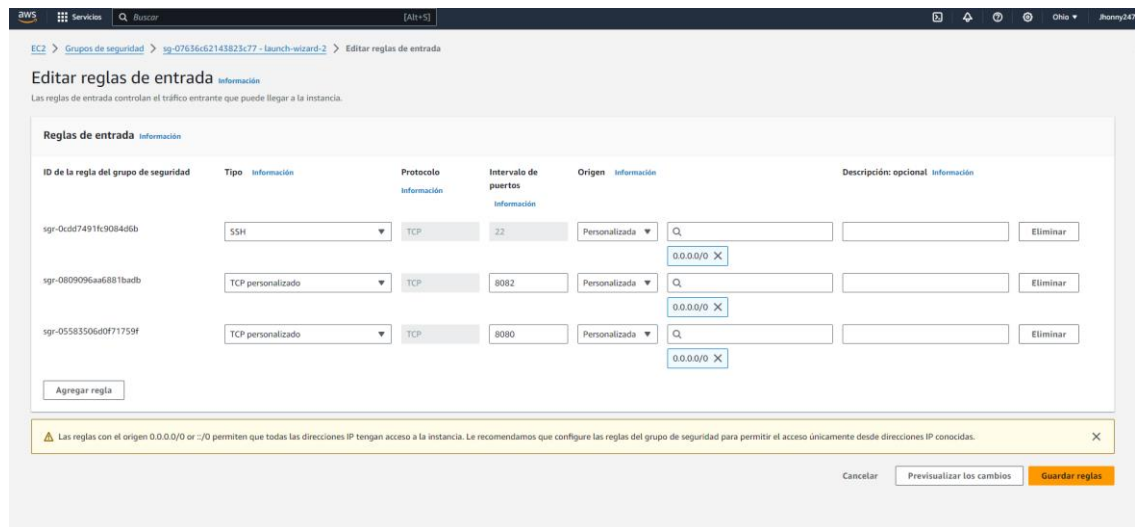 aws Servicios Buscar [Alt+S] Ohio Jhonny247
EC2 > Grupos de seguridad > sg-07636c62143823c77 - launch-wizard-2 > Editar reglas de entrada
Editar reglas de entrada Información
Las reglas de entrada controlan el tráfico entrante que puede llegar a la instancia.
Reglas de entrada Información
ID de la regla del grupo de seguridad Tipo Información Protocolo Información Intervalo de puertos Información Origen Información Descripción: opcional Información
sgr-0cdd7491fc9084d6b SSH TCP 22 Personalizada Eliminar
0.0.0.0/0
sgr-0809096aa6881badb TCP personalizado TCP 8082 Personalizada Eliminar
0.0.0.0/0
sgr-05583506d0f71759f TCP personalizado TCP 8080 Personalizada Eliminar
0.0.0.0/0
Agregar regla
Las reglas con el origen 0.0.0.0/0 or ::/0 permiten que todas las direcciones IP tengan acceso a la instancia. Le recomendamos que configure las reglas del grupo de seguridad para permitir el acceso únicamente desde direcciones IP conocidas.
Cancelar Previsualizar los cambios Guardar reglas